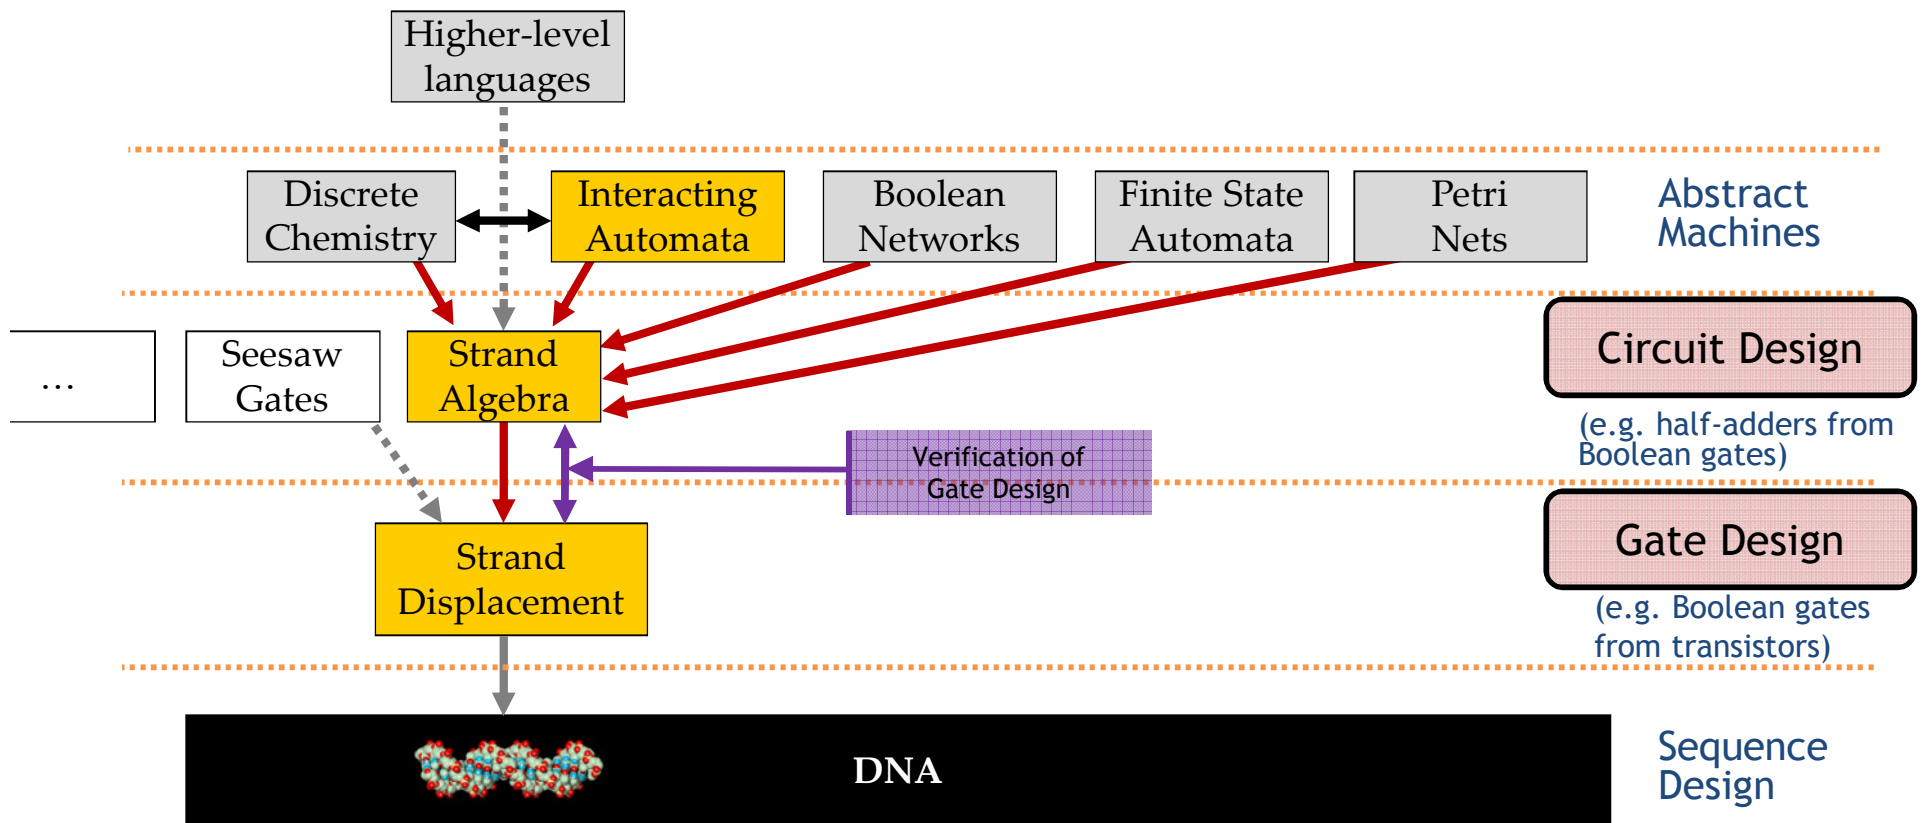 Higher-level
languages
Discrete
Chemistry
Interacting
Automata
Boolean
Networks
Finite State
Automata
Petri
Nets
Abstract
Machines
...
Seesaw
Gates
Strand
Algebra
Circuit Design
(e.g. half-adders from
Boolean gates)
Verification of
Gate Design
Strand
Displacement
Gate Design
(e.g. Boolean gates
from transistors)
DNA
Sequence
Design